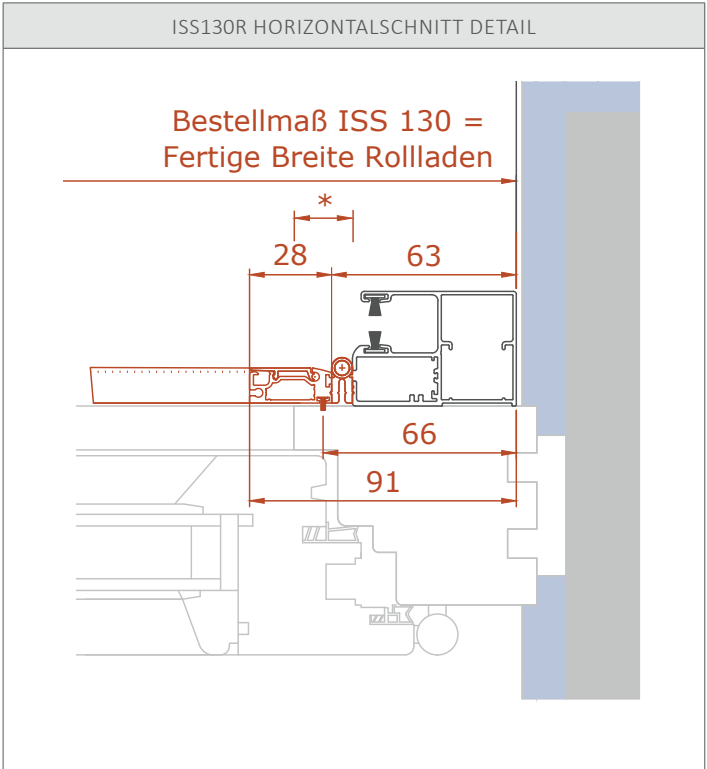 ISS130R HORIZONTALSCHNITT DETAIL
Bestellmaß ISS 130 =
Fertige Breite Rollladen
*
28 63
66
91